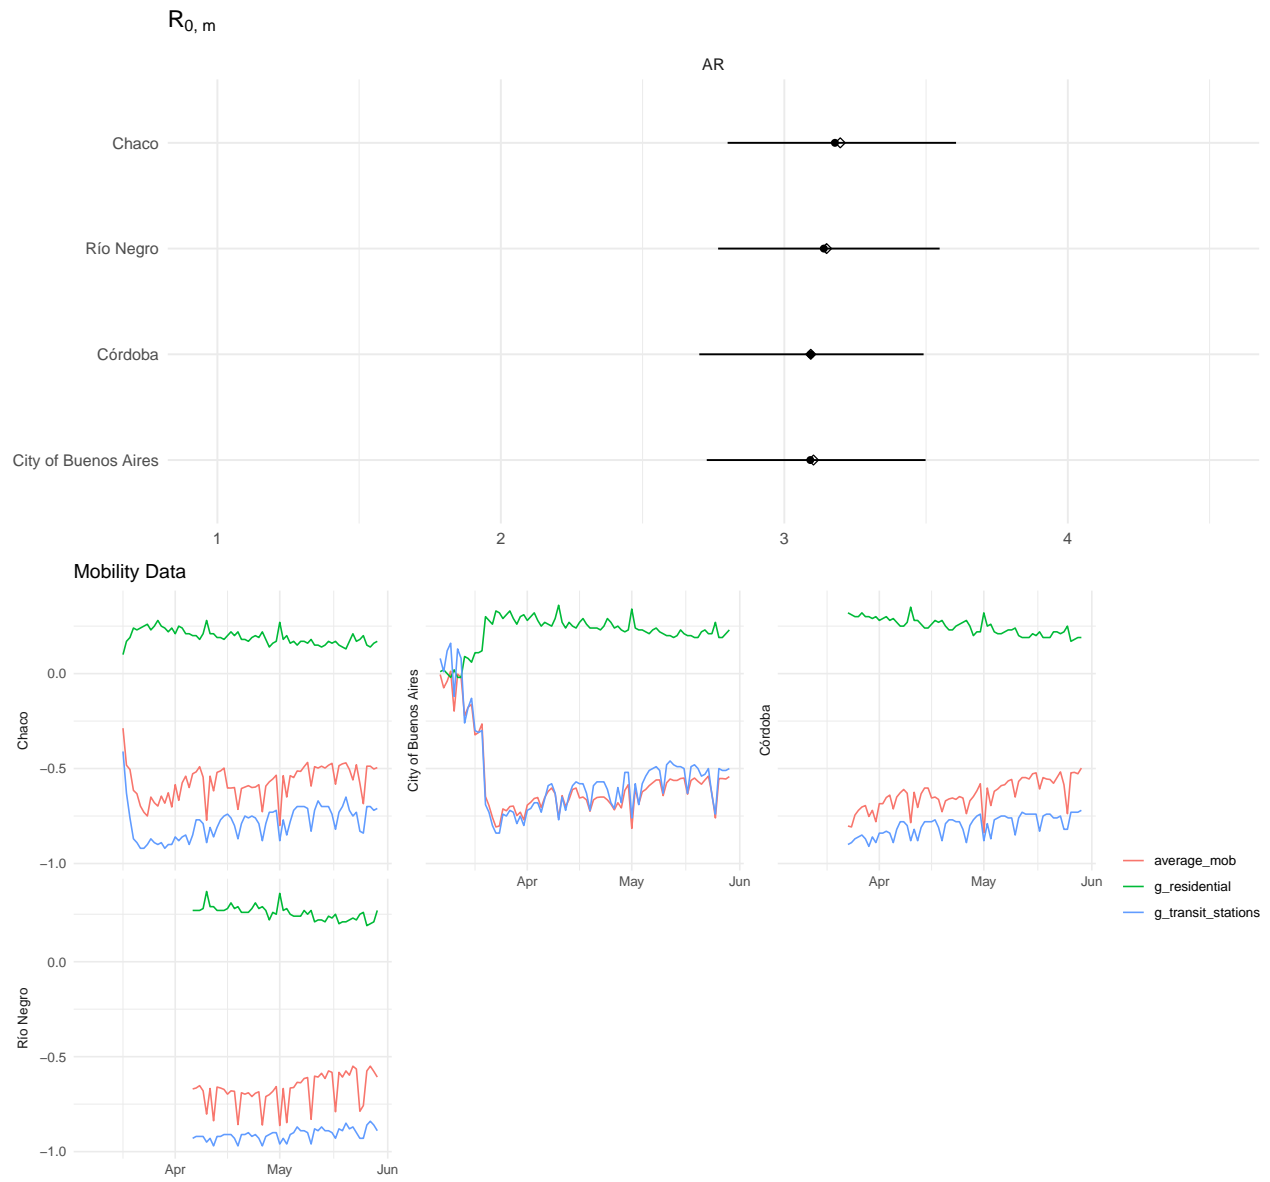 R0, m
AR
Chaco
Río Negro
Córdoba
City of Buenos Aires
1 2 3 4
Mobility Data
Chaco
0.0
−0.5
−1.0
City of Buenos Aires
Apr May Jun
Córdoba
Apr May Jun
Río Negro
0.0
−0.5
−1.0
Apr May Jun
average_mob
g_residential
g_transit_stations